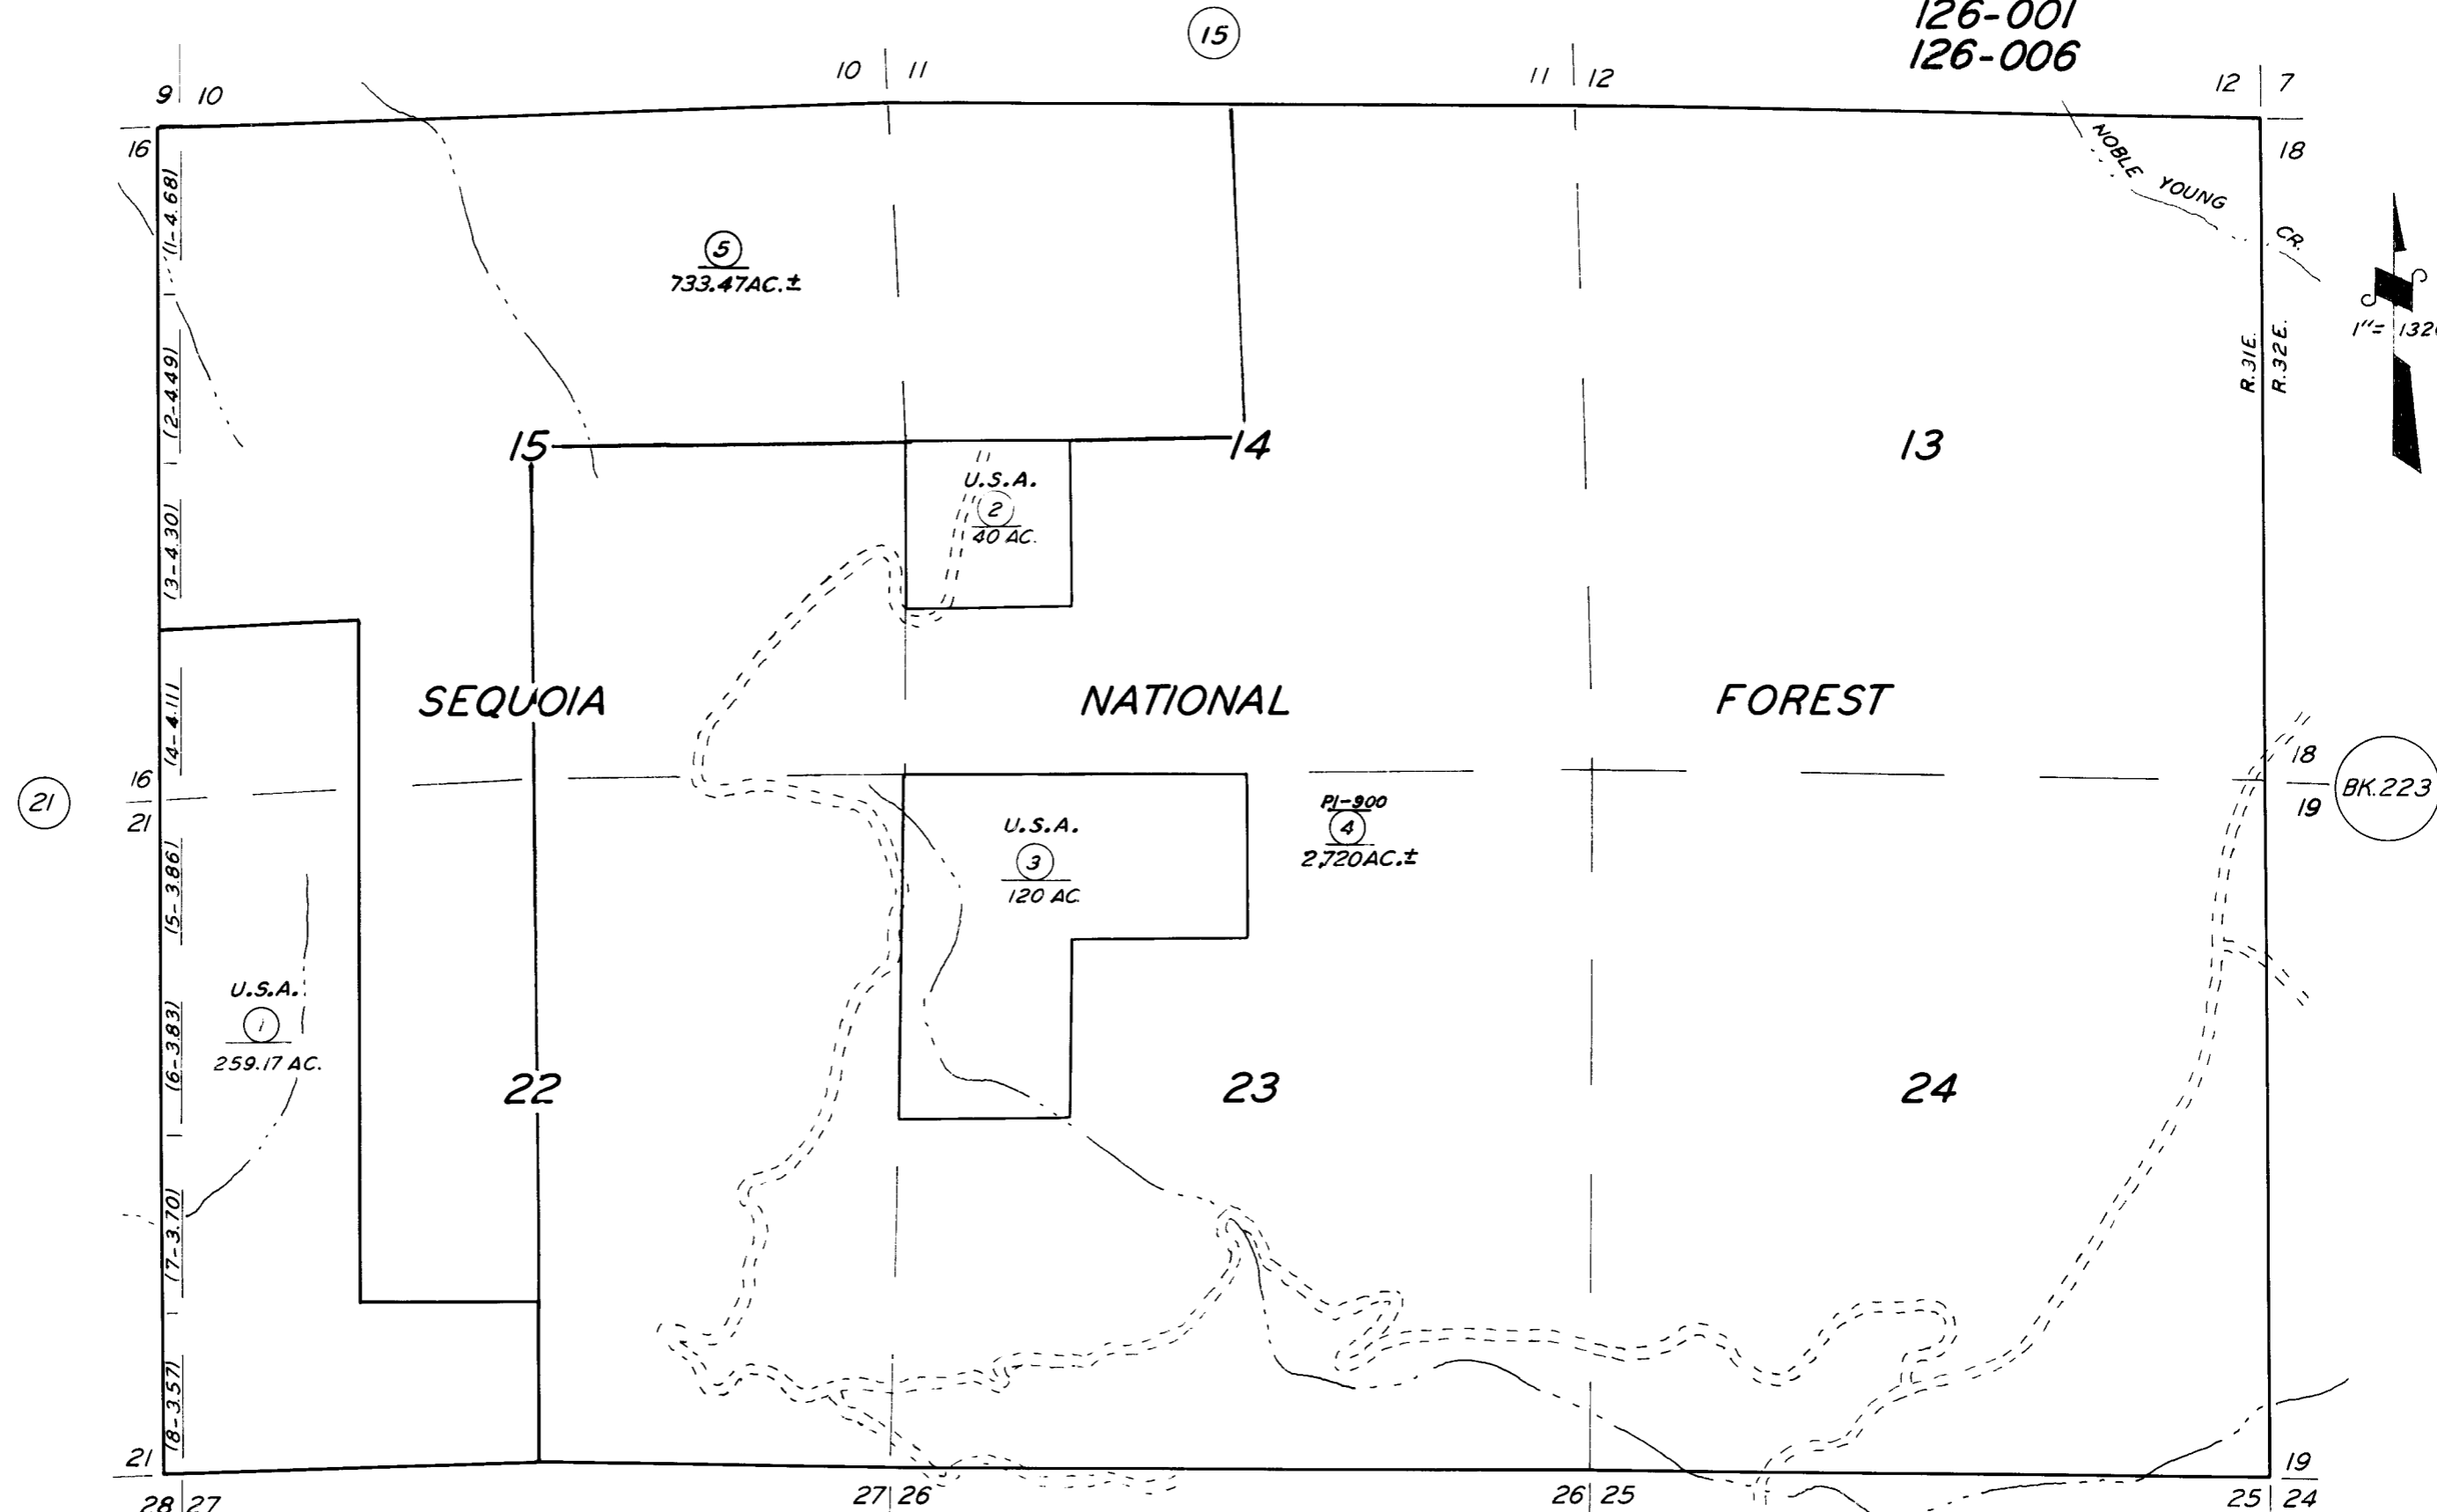 126-001
126-006
15
9 10
10 11
11 12
12 7
16
18
NOBLE YOUNG CR.
(1-4.68)
5
733.47AC.±
R.31E.
R.32E.
(2-4.49)
15
14
13
U.S.A.
2
40 AC.
(3-4.30)
SEQUOIA NATIONAL FOREST
(4-4.11)
16
21
21
18
19
BK.223
P1-900
4
2,720AC.±
U.S.A.
3
120 AC.
(5-3.86)
U.S.A.
1
259.17 AC.
(6-3.83)
22
23
24
(7-3.70)
(8-3.57)
21
19
28 27
27 26
26 25
25 24